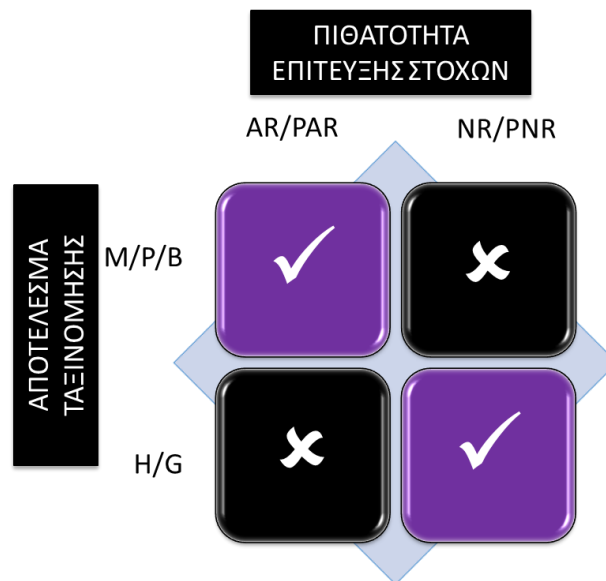 ΠΙΘΑΤΟΤΗΤΑ
ΕΠΙΤΕΥΞΗΣ ΣΤΟΧΩΝ
AR/PAR
NR/PNR
ΑΠΟΤΕΛΕΣΜΑ
ΤΑΞΙΝΟΜΗΣΗΣ
M/P/B
H/G